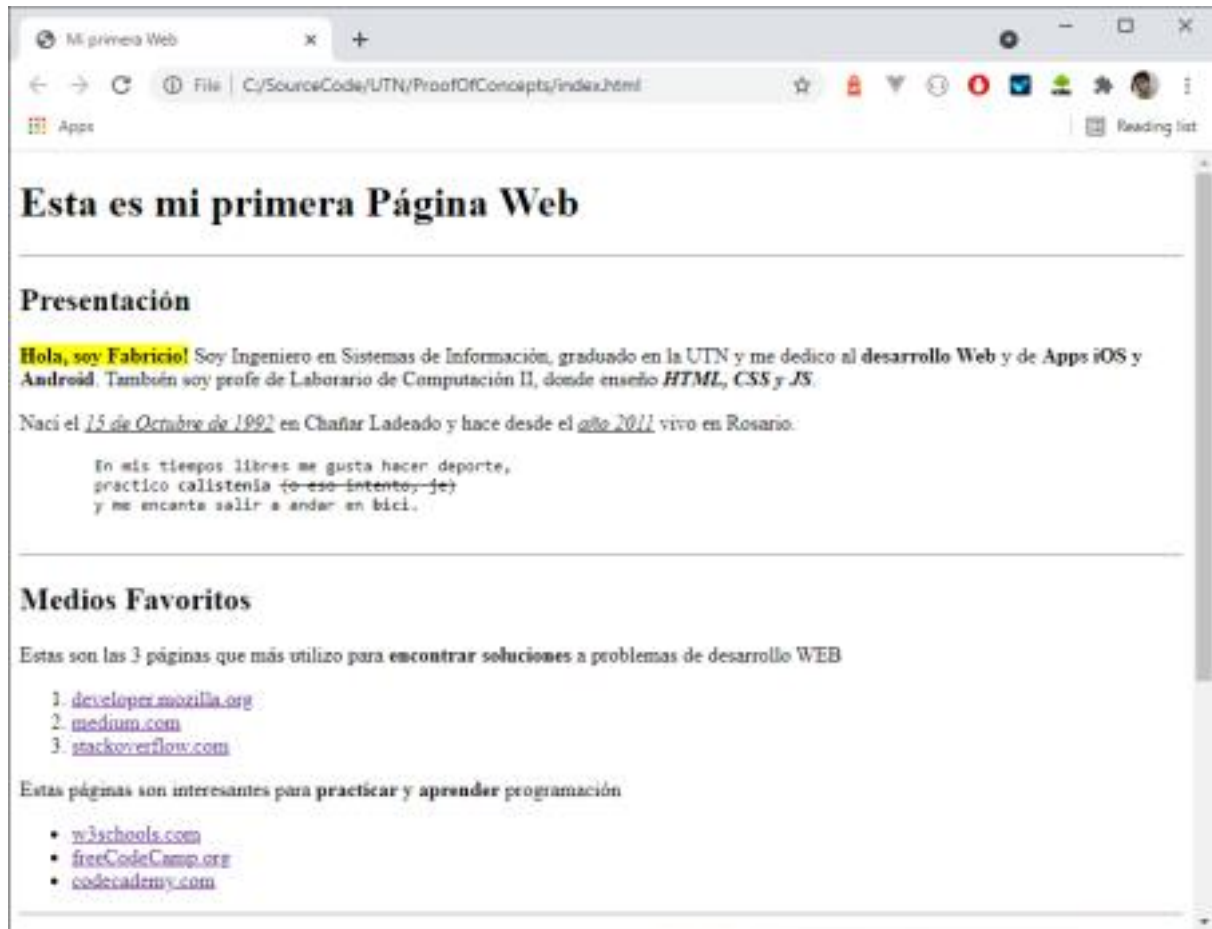 Mi primera Web
File | C:/SourceCode/UTN/ProofOfConcepts/index.html
Apps
Reading list
Esta es mi primera Página Web
Presentación
Hola, soy Fabricio! Soy Ingeniero en Sistemas de Información, graduado en la UTN y me dedico al desarrollo Web y de Apps iOS y
Android. También soy profe de Laborario de Computación II, donde enseño HTML, CSS y JS.
Nací el 15 de Octubre de 1992 en Chañar Ladeado y hace desde el año 2011 vivo en Rosario.
En mis tiempos libres me gusta hacer deporte,
practico calistenia (o eso intento, je)
y me encanta salir a andar en bici.
Medios Favoritos
Estas son las 3 páginas que más utilizo para encontrar soluciones a problemas de desarrollo WEB
1. developer.mozilla.org
2. medium.com
3. stackoverflow.com
Estas páginas son interesantes para practicar y aprender programación
• w3schools.com
• freeCodeCamp.org
• codecademy.com